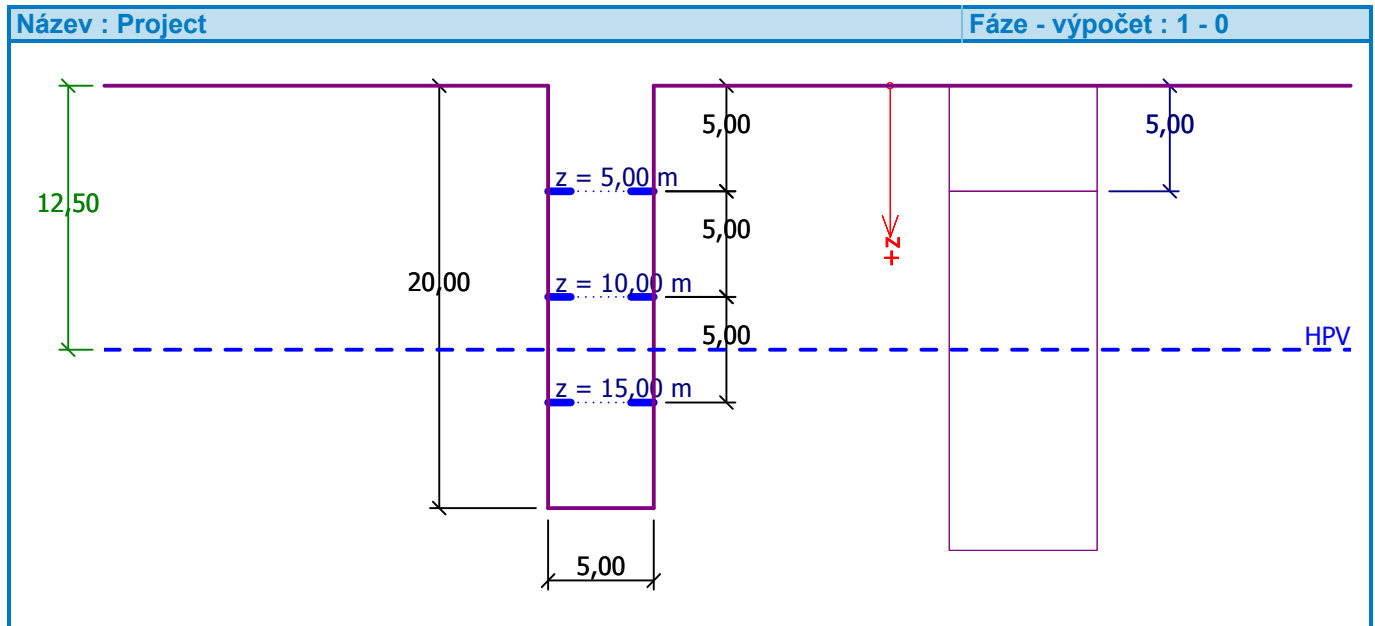 Název : Project Fáze - výpočet : 1 - 0
5,00 5,00
z = 5,00 m
12,50
5,00
+z
20,00 z = 10,00 m
5,00 HPV
z = 15,00 m
5,00